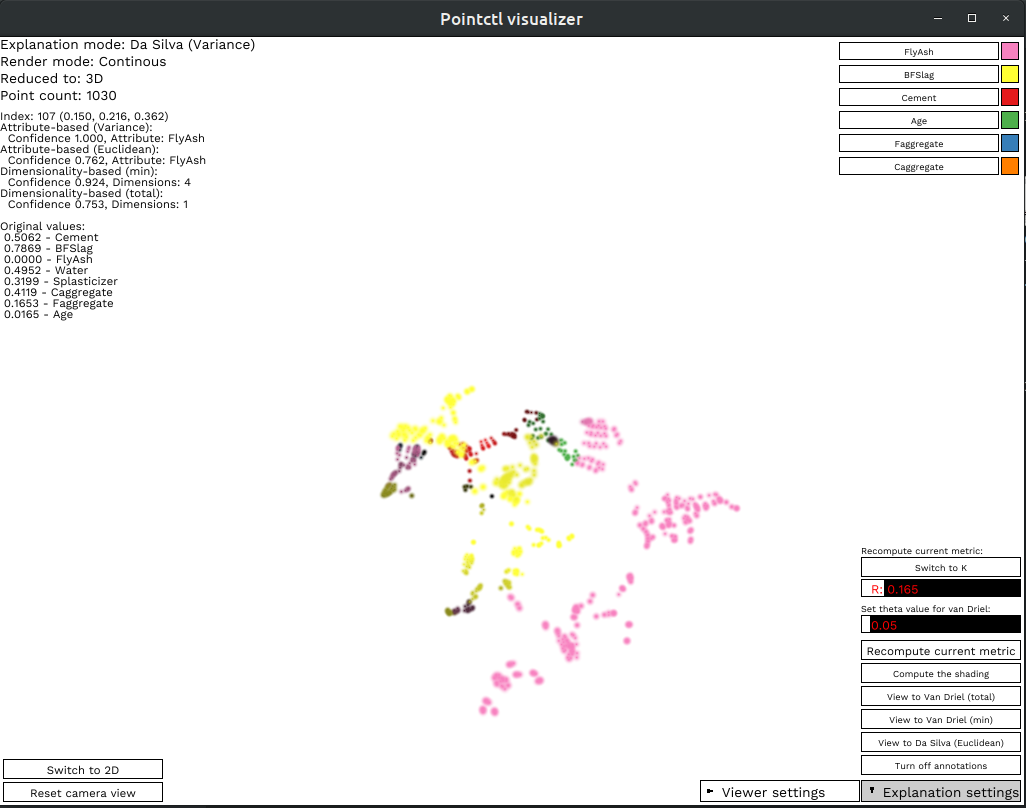 Pointctl visualizer
Explanation mode: Da Silva (Variance)
Render mode: Continous
Reduced to: 3D
Point count: 1030
Index: 107 (0.150, 0.216, 0.362)
Attribute-based (Variance):
Confidence 1.000, Attribute: FlyAsh
Attribute-based (Euclidean):
Confidence 0.762, Attribute: FlyAsh
Dimensionality-based (min):
Confidence 0.924, Dimensions: 4
Dimensionality-based (total):
Confidence 0.753, Dimensions: 1
Original values:
0.5062 - Cement
0.7869 - BFSlag
0.0000 - FlyAsh
0.4952 - Water
0.3199 - Splasticizer
0.4119 - Caggregate
0.1653 - Faggregate
0.0165 - Age
FlyAsh
BFSlag
Cement
Age
Faggregate
Caggregate
Recompute current metric:
Switch to K
R: 0.165
Set theta value for van Driel:
0.05
Recompute current metric
Compute the shading
View to Van Driel (total)
View to Van Driel (min)
View to Da Silva (Euclidean)
Turn off annotations
Switch to 2D
Reset camera view
Viewer settings
Explanation settings